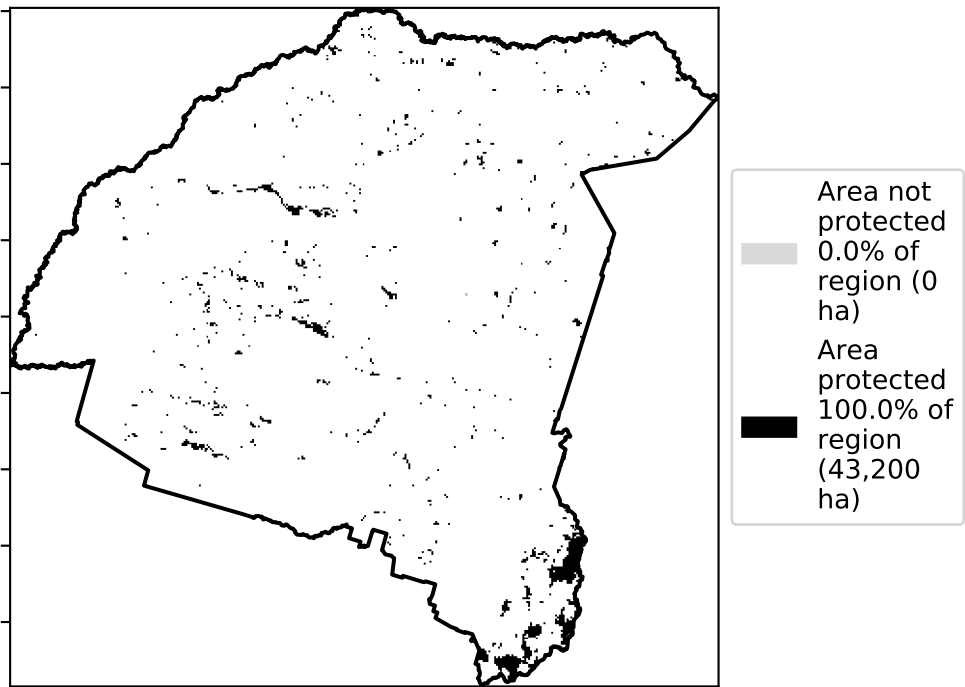 Area not
protected
0.0% of
region (0
ha)
Area
protected
100.0% of
region
(43,200
ha)